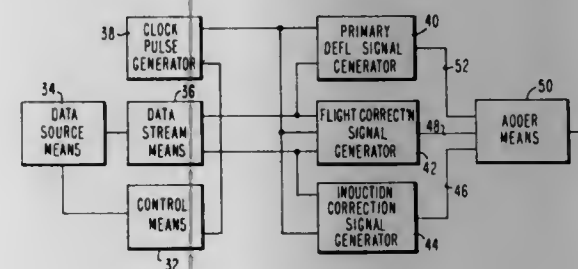 38
CLOCK
PULSE
GENERATOR
40
PRIMARY
DEFL SIGNAL
GENERATOR
52
34
DATA
SOURCE
MEANS
36
DATA
STREAM
MEANS
FLIGHT CORRECT'N
SIGNAL
GENERATOR
42
48
50
ADDER
MEANS
CONTROL
MEANS
32
INDUCTION
CORRECTION
SIGNAL
GENERATOR
44
46